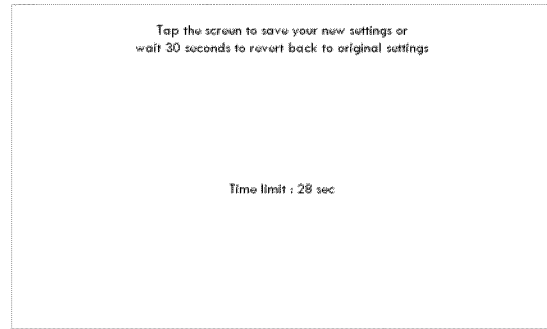 Tap the screen to save your new settings or
wait 30 seconds to revert back to original settings
Time limit : 28 sec